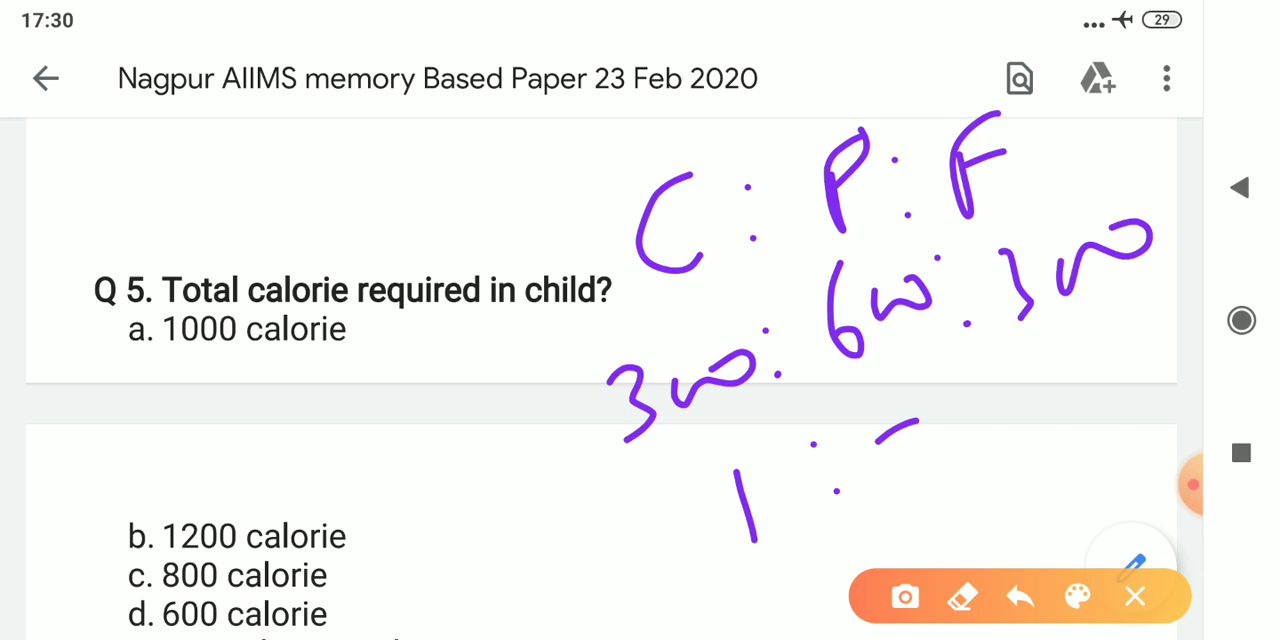 17:30 29
Nagpur AIIMS memory Based Paper 23 Feb 2020
C : P : F
Q 5. Total calorie required in child?
300 : 600 : 300
a. 1000 calorie
1 :
b. 1200 calorie
c. 800 calorie
d. 600 calorie